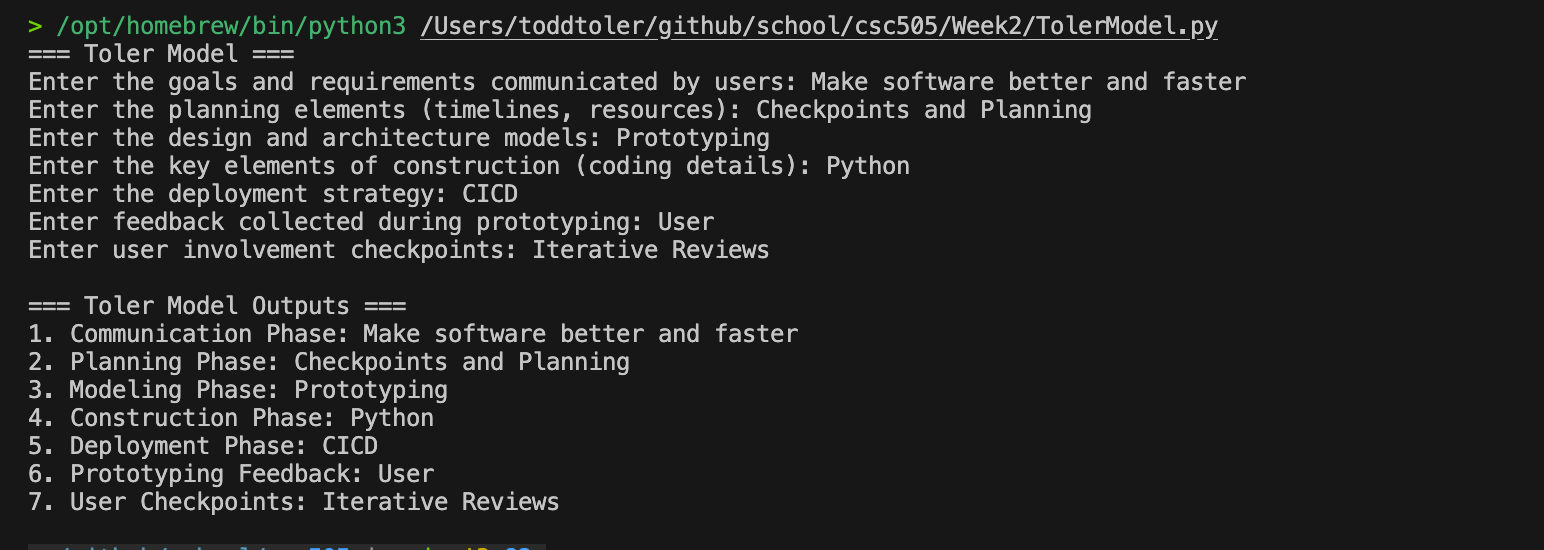 > /opt/homebrew/bin/python3 /Users/toddtoler/github/school/csc505/Week2/TolerModel.py
=== Toler Model ===
Enter the goals and requirements communicated by users: Make software better and faster
Enter the planning elements (timelines, resources): Checkpoints and Planning
Enter the design and architecture models: Prototyping
Enter the key elements of construction (coding details): Python
Enter the deployment strategy: CICD
Enter feedback collected during prototyping: User
Enter user involvement checkpoints: Iterative Reviews
=== Toler Model Outputs ===
1. Communication Phase: Make software better and faster
2. Planning Phase: Checkpoints and Planning
3. Modeling Phase: Prototyping
4. Construction Phase: Python
5. Deployment Phase: CICD
6. Prototyping Feedback: User
7. User Checkpoints: Iterative Reviews